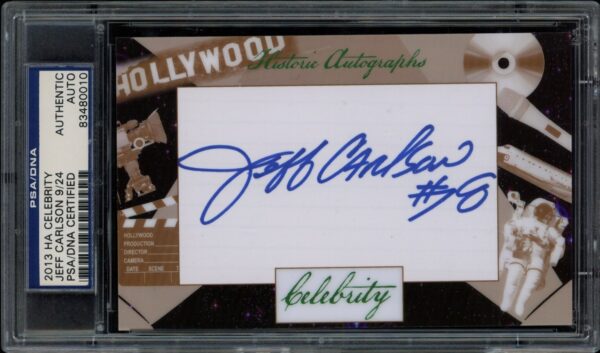 PSA/DNA
2013 HA CELEBRITY
JEFF CARLSON 9/24
PSA/DNA CERTIFIED
AUTHENTIC
AUTO
83480010
HOLLYWOOD
Historic Autographs
Jeff Carlson
#18
HOLLYWOOD
PRODUCTION
DIRECTOR
CAMERA
DATE SCENE T
Celebrity